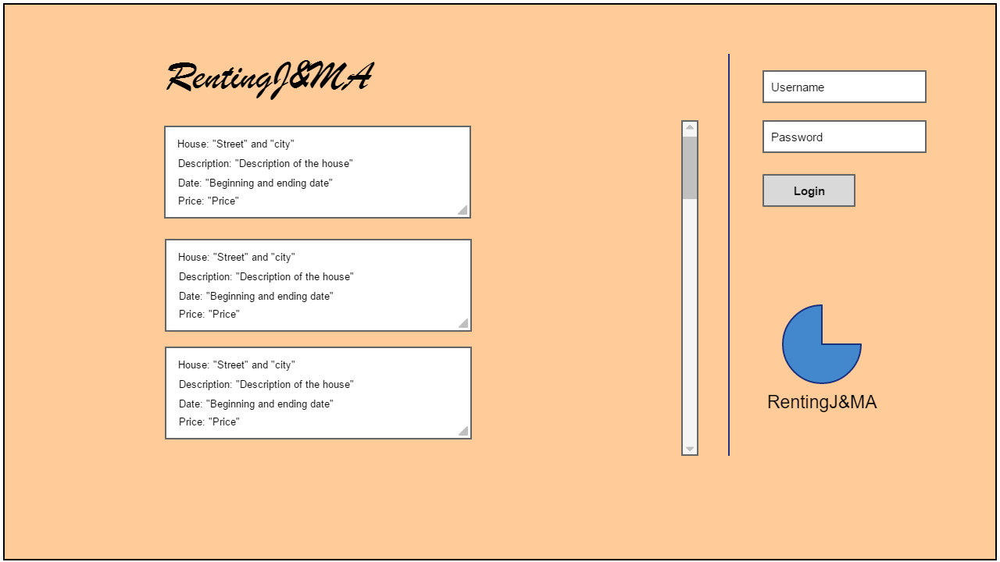 RentingJ&MA
House: "Street" and "city"
Description: "Description of the house"
Date: "Beginning and ending date"
Price: "Price"
House: "Street" and "city"
Description: "Description of the house"
Date: "Beginning and ending date"
Price: "Price"
House: "Street" and "city"
Description: "Description of the house"
Date: "Beginning and ending date"
Price: "Price"
Username
Password
Login
RentingJ&MA